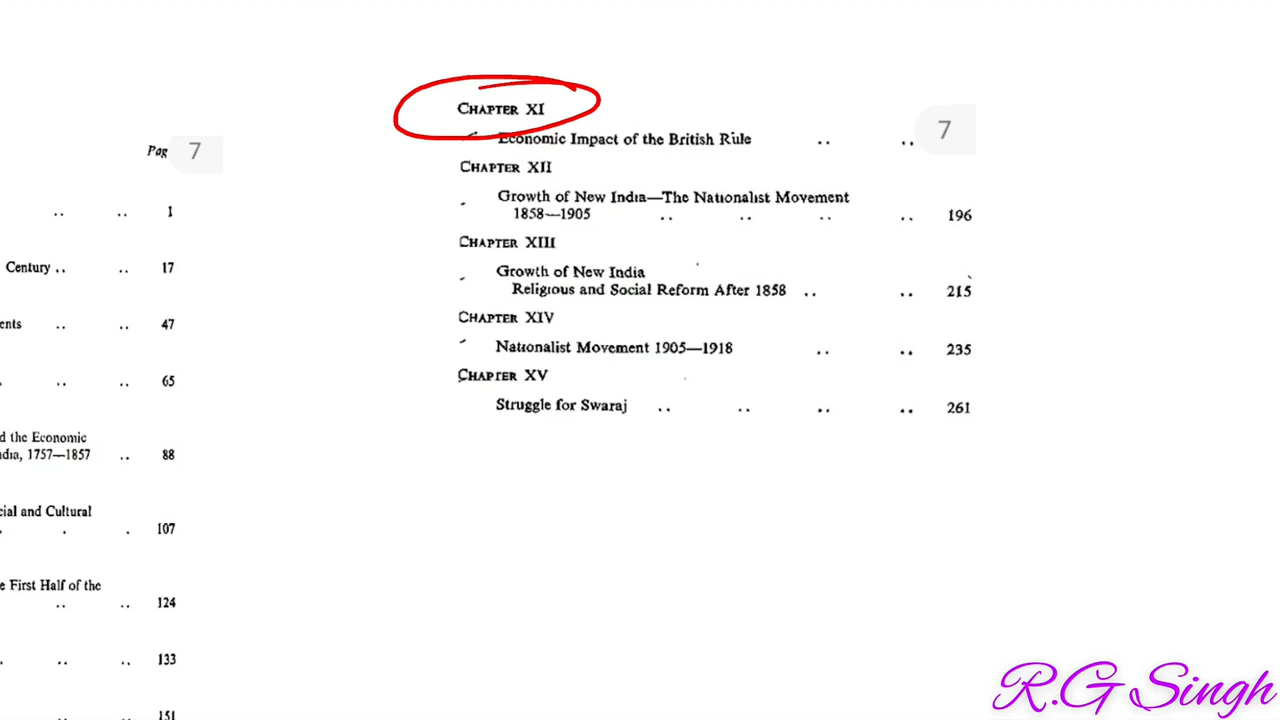 Pag 7
.. .. 1
Century .. .. 17
ents .. .. 47
. .. .. 65
d the Economic
dia, 1757—1857 .. 88
cial and Cultural
. . . 107
e First Half of the
.. .. 124
. .. .. 133
.. .. 151
CHAPTER XI
Economic Impact of the British Rule .. .. 7
CHAPTER XII
Growth of New India—The Nationalist Movement
1858—1905 .. .. .. .. 196
CHAPTER XIII
Growth of New India
Religious and Social Reform After 1858 .. .. 215
CHAPTER XIV
Nationalist Movement 1905—1918 .. .. 235
CHAPTER XV
Struggle for Swaraj .. .. .. .. 261
R.G Singh